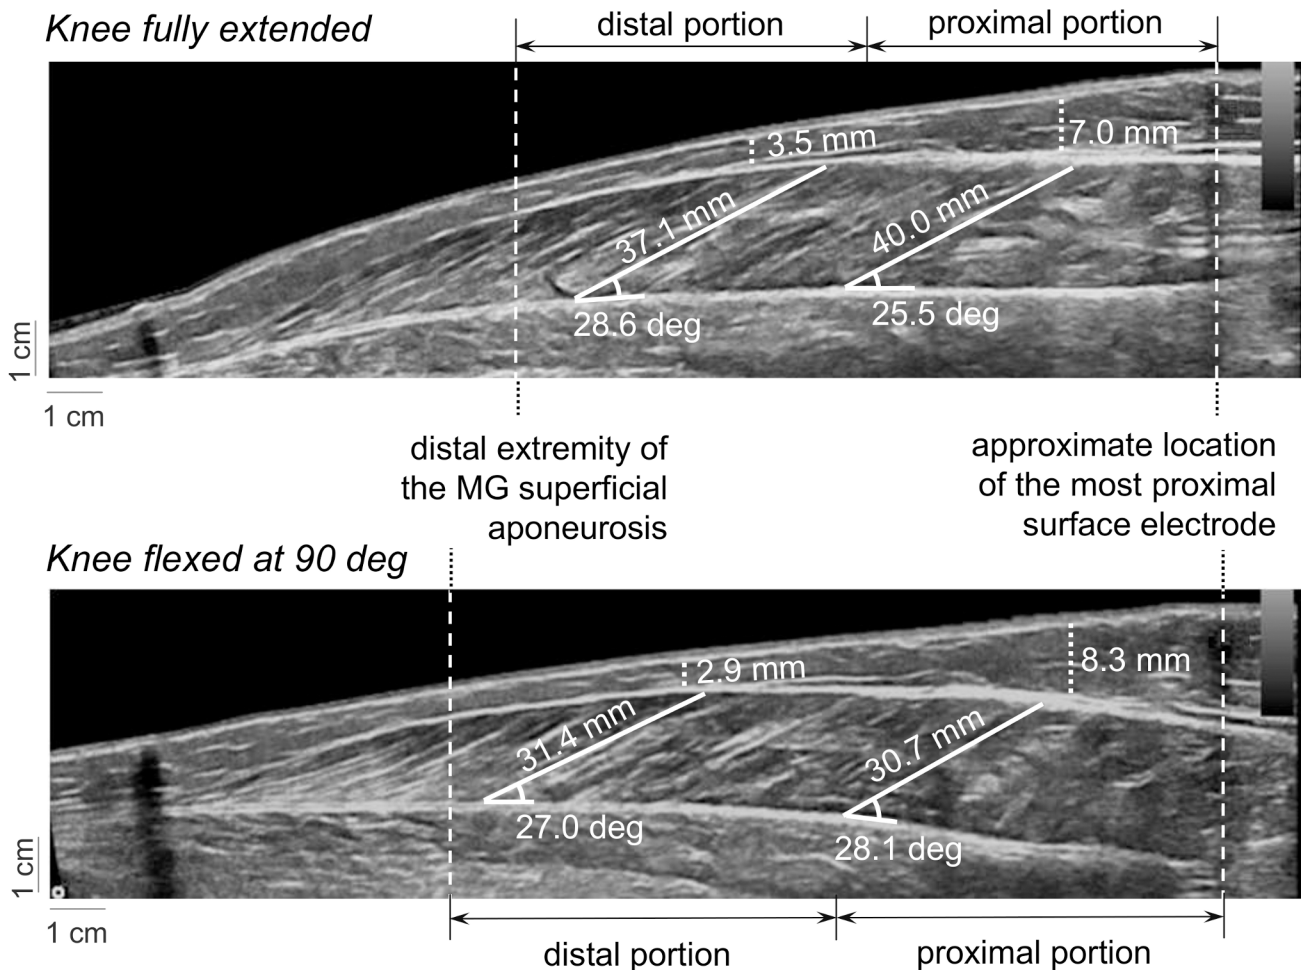 Knee fully extended
distal portion
proximal portion
3.5 mm
7.0 mm
37.1 mm
40.0 mm
28.6 deg
25.5 deg
1 cm
1 cm
distal extremity of
the MG superficial
aponeurosis
approximate location
of the most proximal
surface electrode
Knee flexed at 90 deg
2.9 mm
8.3 mm
31.4 mm
30.7 mm
27.0 deg
28.1 deg
1 cm
1 cm
distal portion
proximal portion